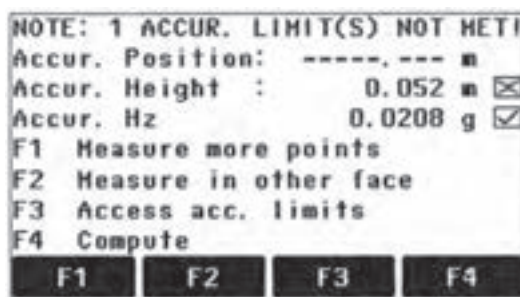 NOTE: 1 ACCUR. LIMIT(S) NOT MET!
Accur. Position: -----.--- m
Accur. Height : 0.052 m
Accur. Hz 0.0208 g
F1 Measure more points
F2 Measure in other face
F3 Access acc. limits
F4 Compute
F1 F2 F3 F4